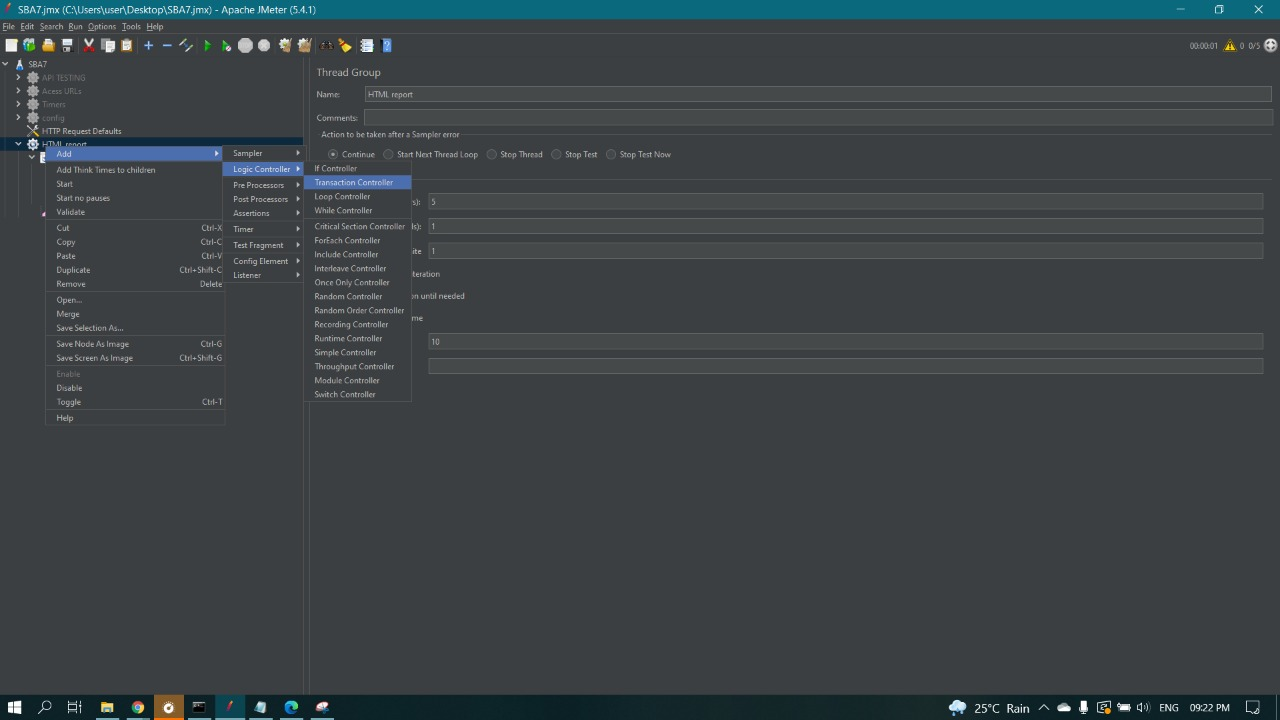 SBA7.jmx (C:\Users\user\Desktop\SBA7.jmx) - Apache JMeter (5.4.1)
File Edit Search Run Options Tools Help
00:00:01 0 0/5
SBA7
API TESTING
Acess URLs
Timers
config
HTTP Request Defaults
HTML report
Add
Add Think Times to children
Start
Start no pauses
Validate
Cut Ctrl-X
Copy Ctrl-C
Paste Ctrl-V
Duplicate Ctrl+Shift-C
Remove Delete
Open...
Merge
Save Selection As...
Save Node As Image Ctrl-G
Save Screen As Image Ctrl+Shift-G
Enable
Disable
Toggle Ctrl-T
Help
Sampler
Logic Controller
Pre Processors
Post Processors
Assertions
Timer
Test Fragment
Config Element
Listener
If Controller
Transaction Controller
Loop Controller
While Controller
Critical Section Controller
ForEach Controller
Include Controller
Interleave Controller
Once Only Controller
Random Controller
Random Order Controller
Recording Controller
Runtime Controller
Simple Controller
Throughput Controller
Module Controller
Switch Controller
Thread Group
Name: HTML report
Comments:
Action to be taken after a Sampler error
Continue Start Next Thread Loop Stop Thread Stop Test Stop Test Now
s): 5
ls): 1
ite 1
iteration
on until needed
me
10
25°C Rain ENG 09:22 PM